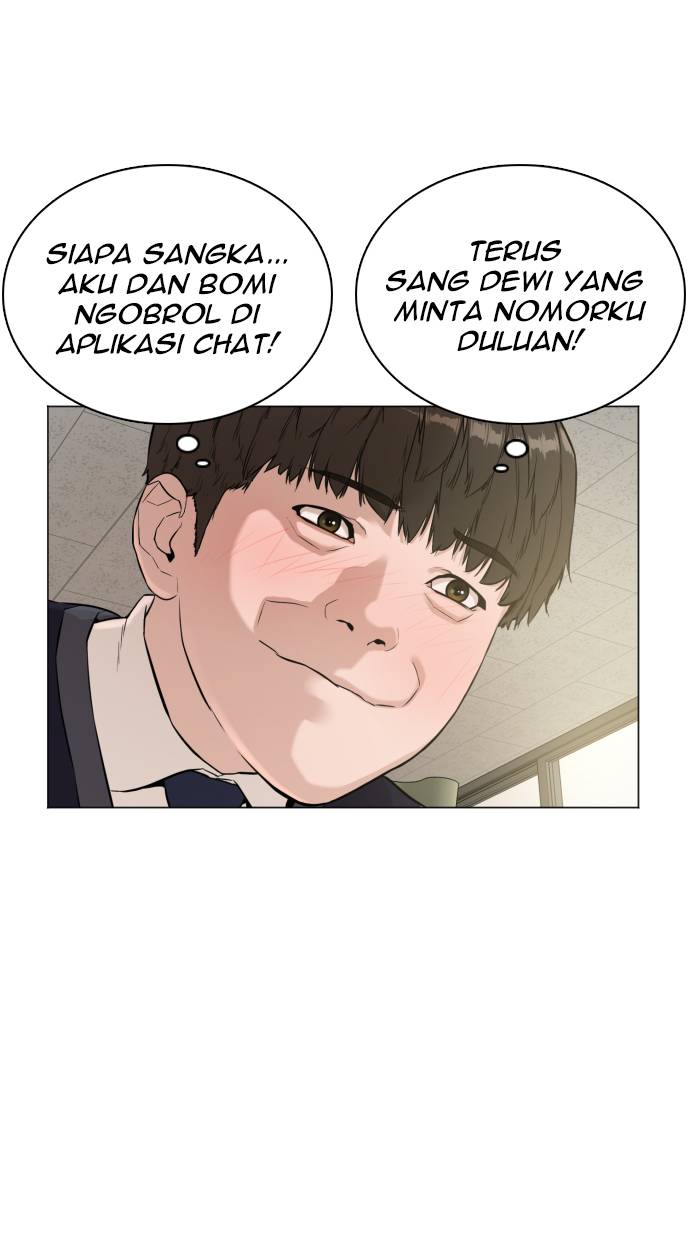 SIAPA SANGKA...
AKU DAN BOMI
NGOBROL DI
APLIKASI CHAT!
TERUS
SANG DEWI YANG
MINTA NOMORKU
DULUAN!